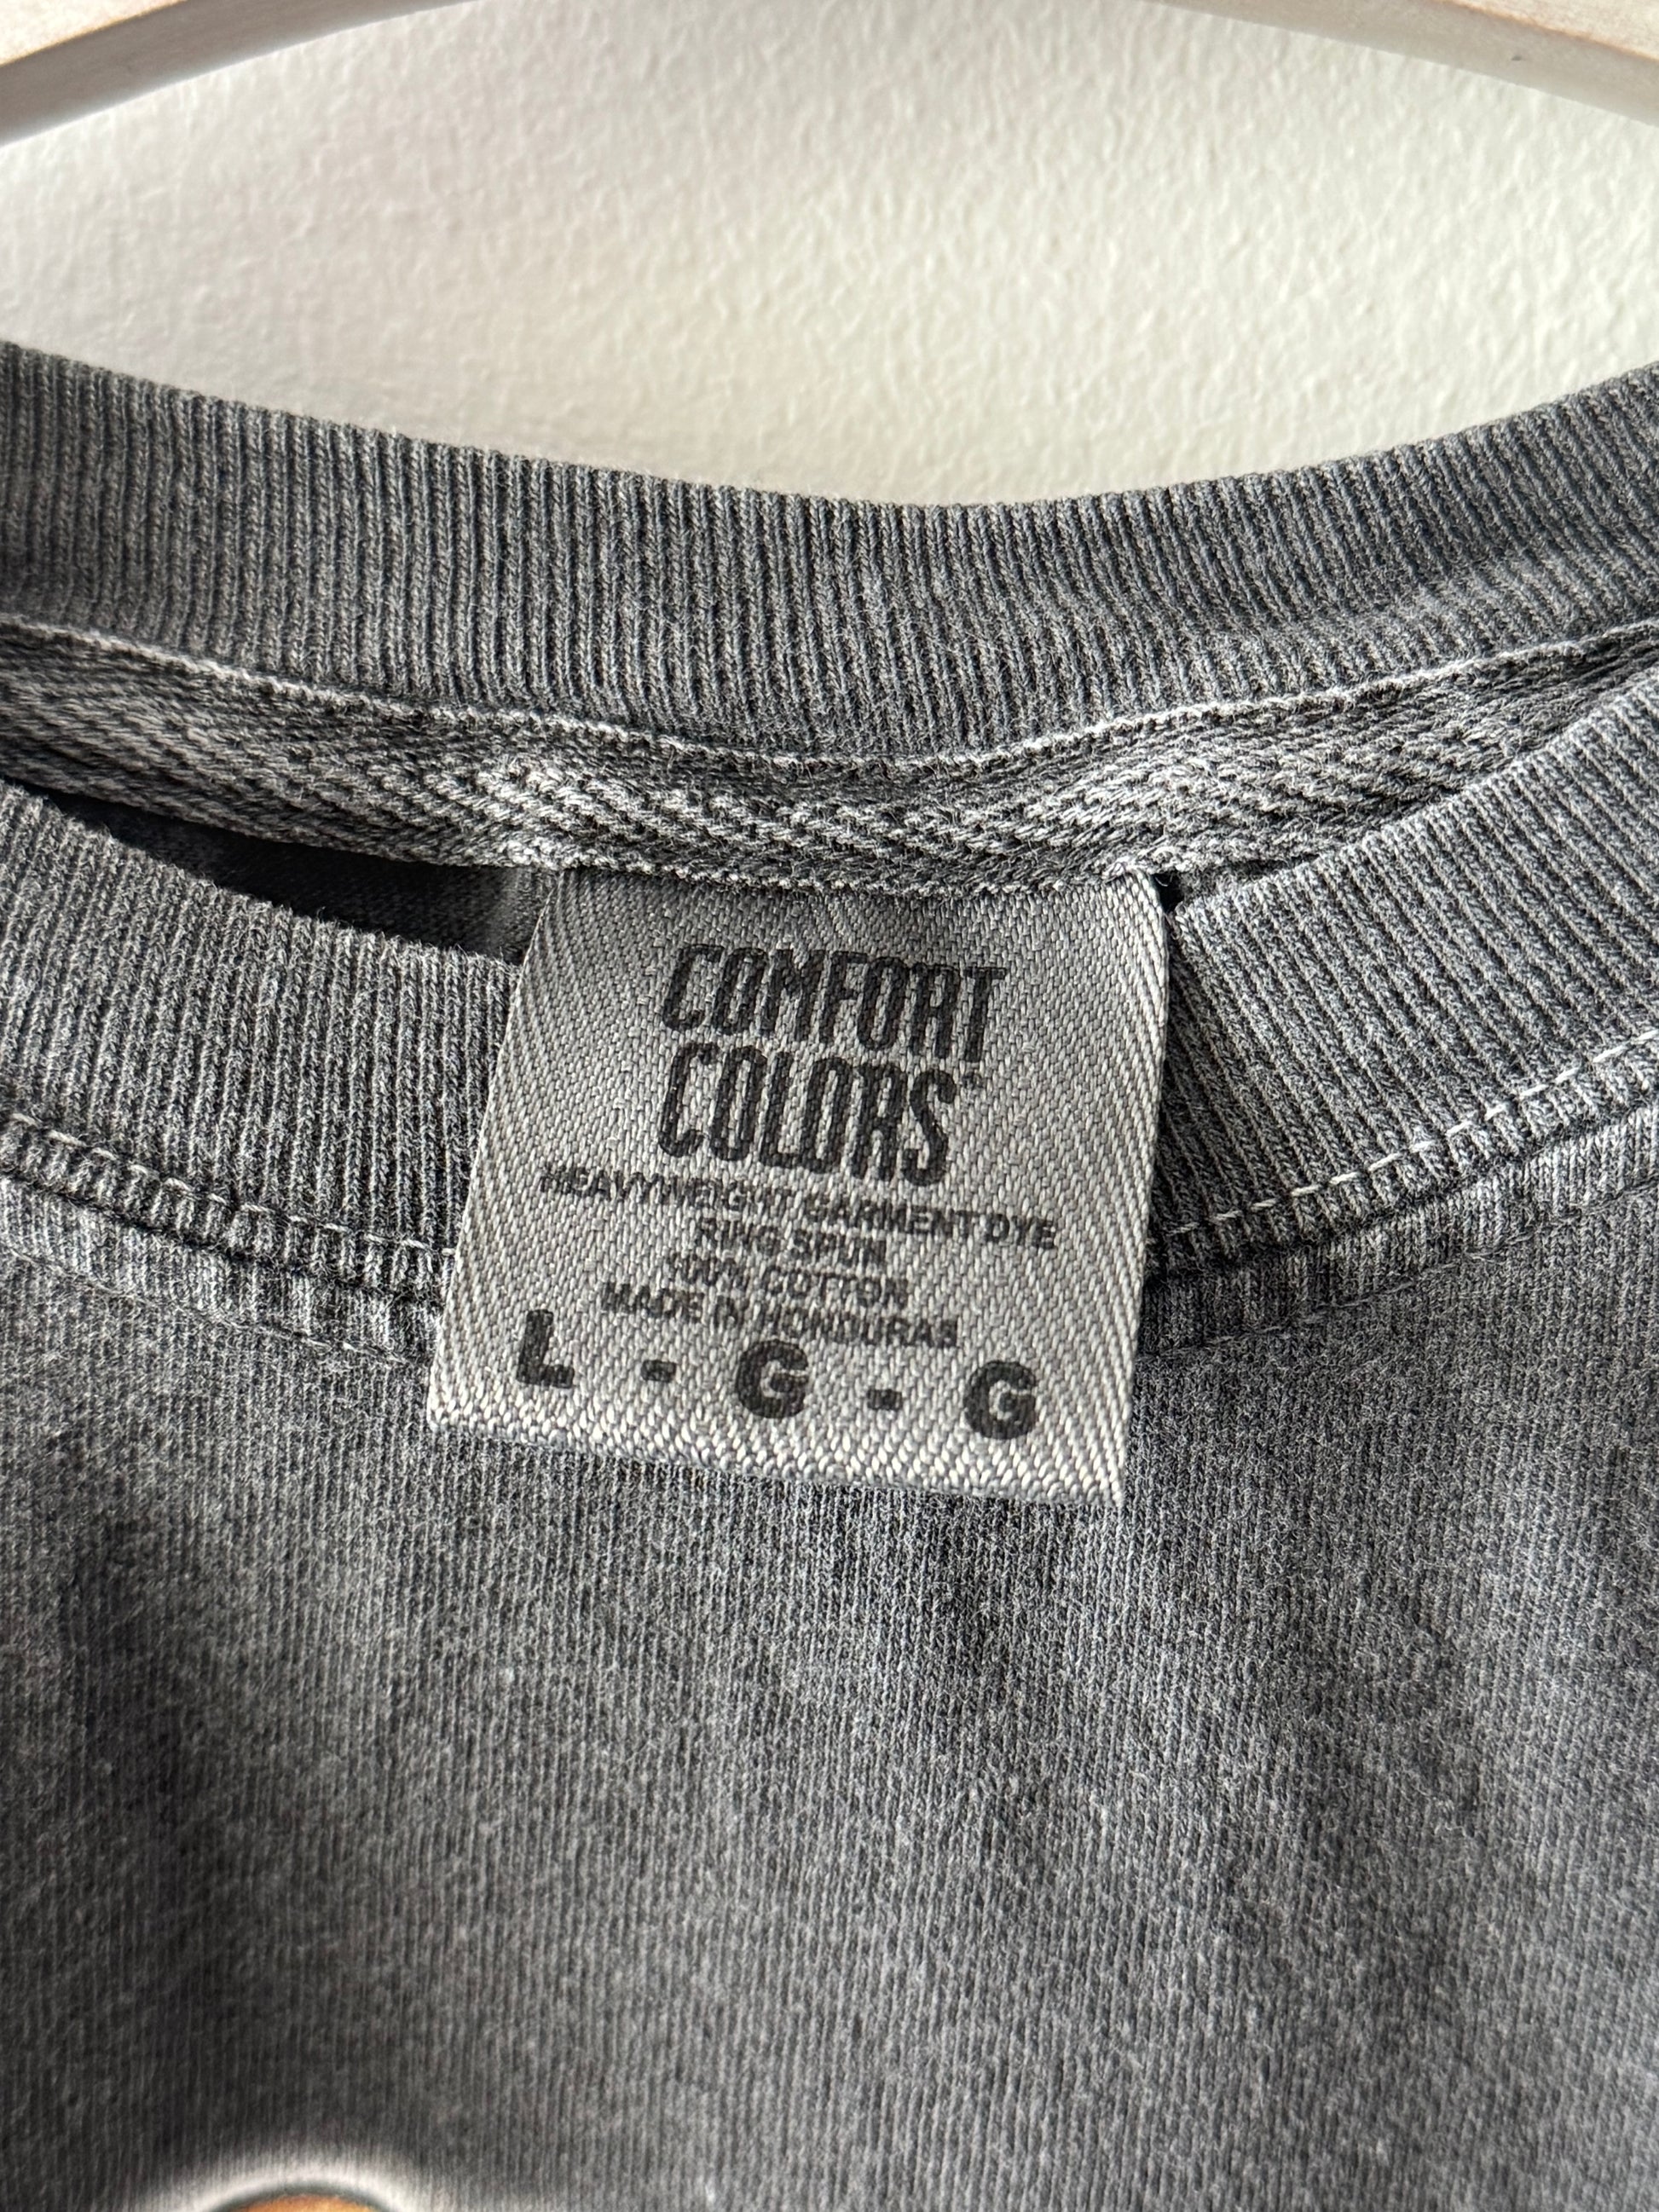 COMFORT
COLORS®
HEAVYWEIGHT GARMENT DYE
RING SPUN
100% COTTON
MADE IN HONDURAS
L - G - G